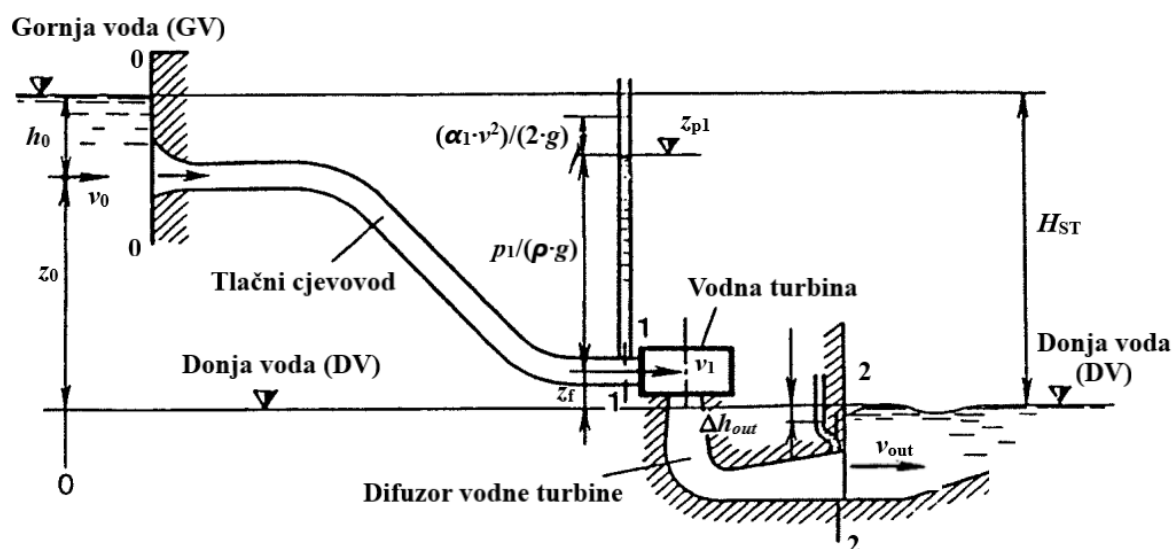 Gornja voda (GV)
0
h0
v0
0
z0
Tlačni cjevovod
(α1·v²)/(2·g)
zp1
p1/(ρ·g)
HST
Vodna turbina
1
v1
Donja voda (DV)
zf
1
2
Donja voda
(DV)
Δhout
vout
0
Difuzor vodne turbine
2